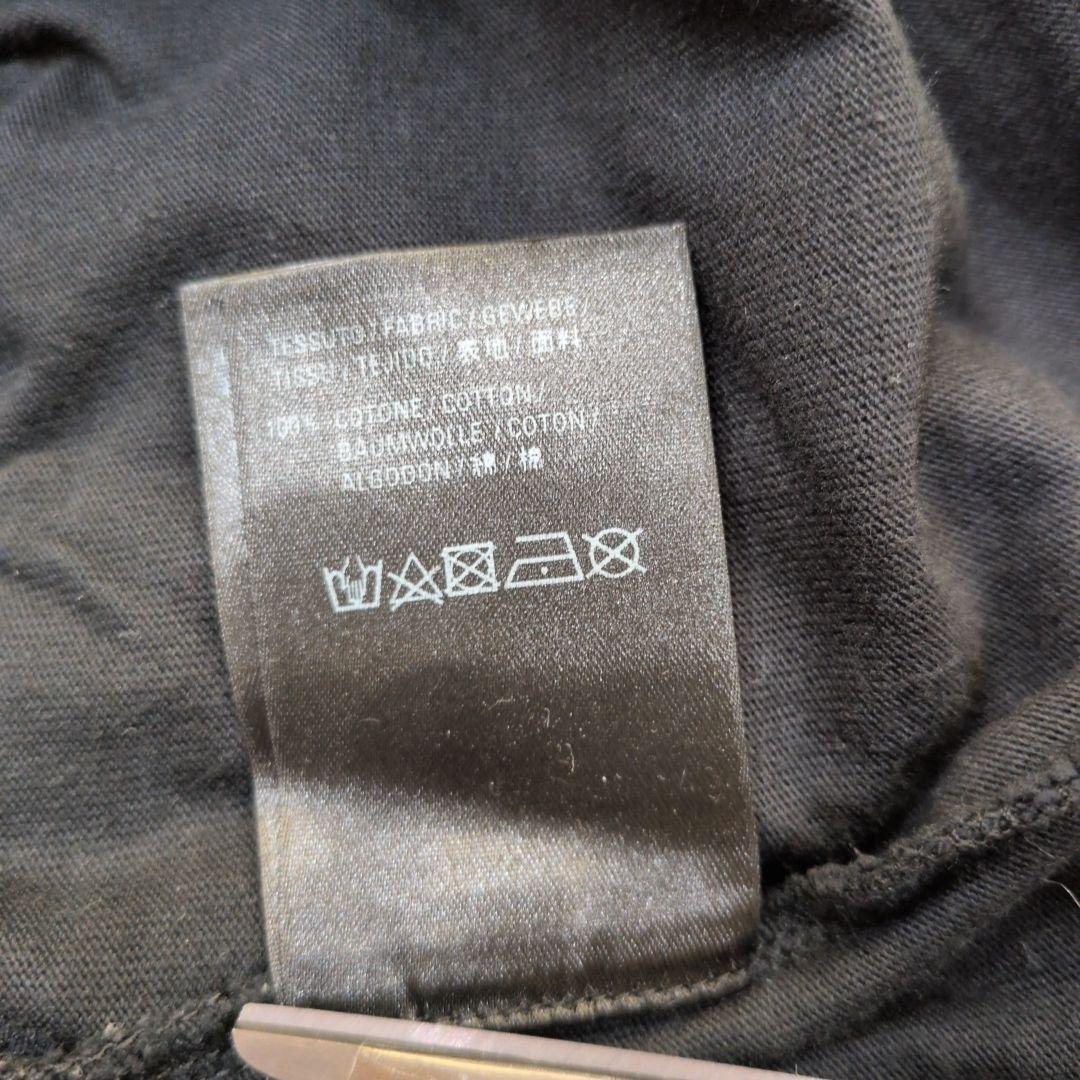 TESSUTO / FABRIC / GEWEBE /
TISSU / TEJIDO / 表地 / 面料
100% COTONE / COTTON /
BAUMWOLLE / COTON /
ALGODON / 綿 / 棉